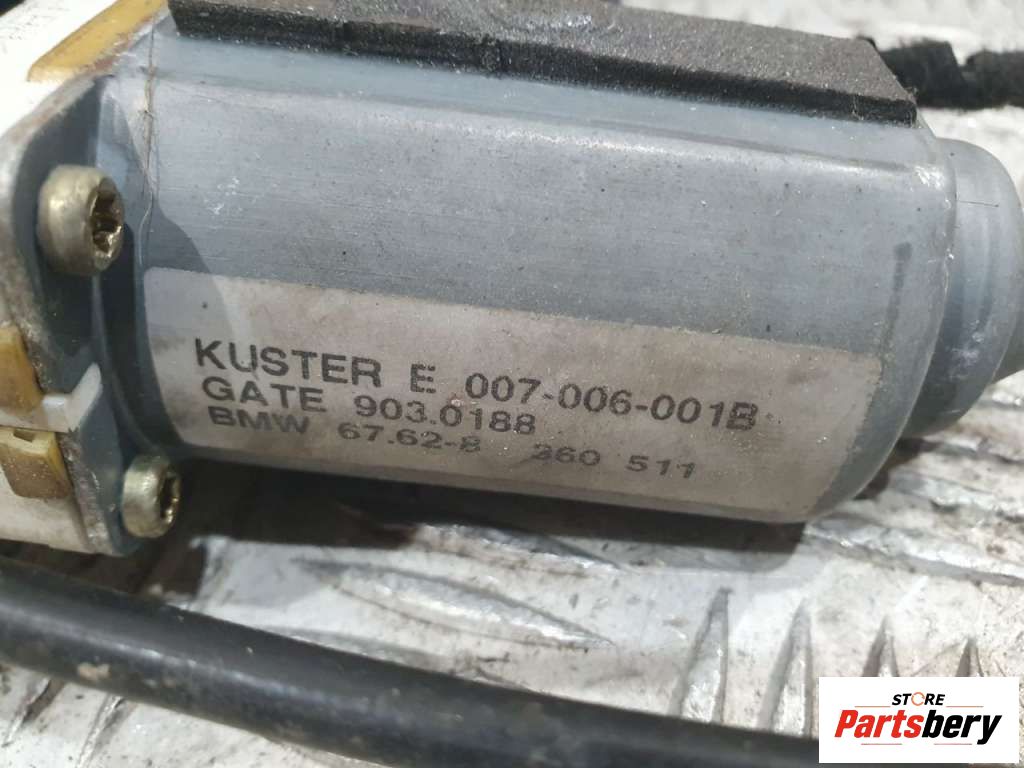 KUSTER E 007-006-001B
GATE 903.0188
BMW 67.62-8 360 511
STORE
Partsbery